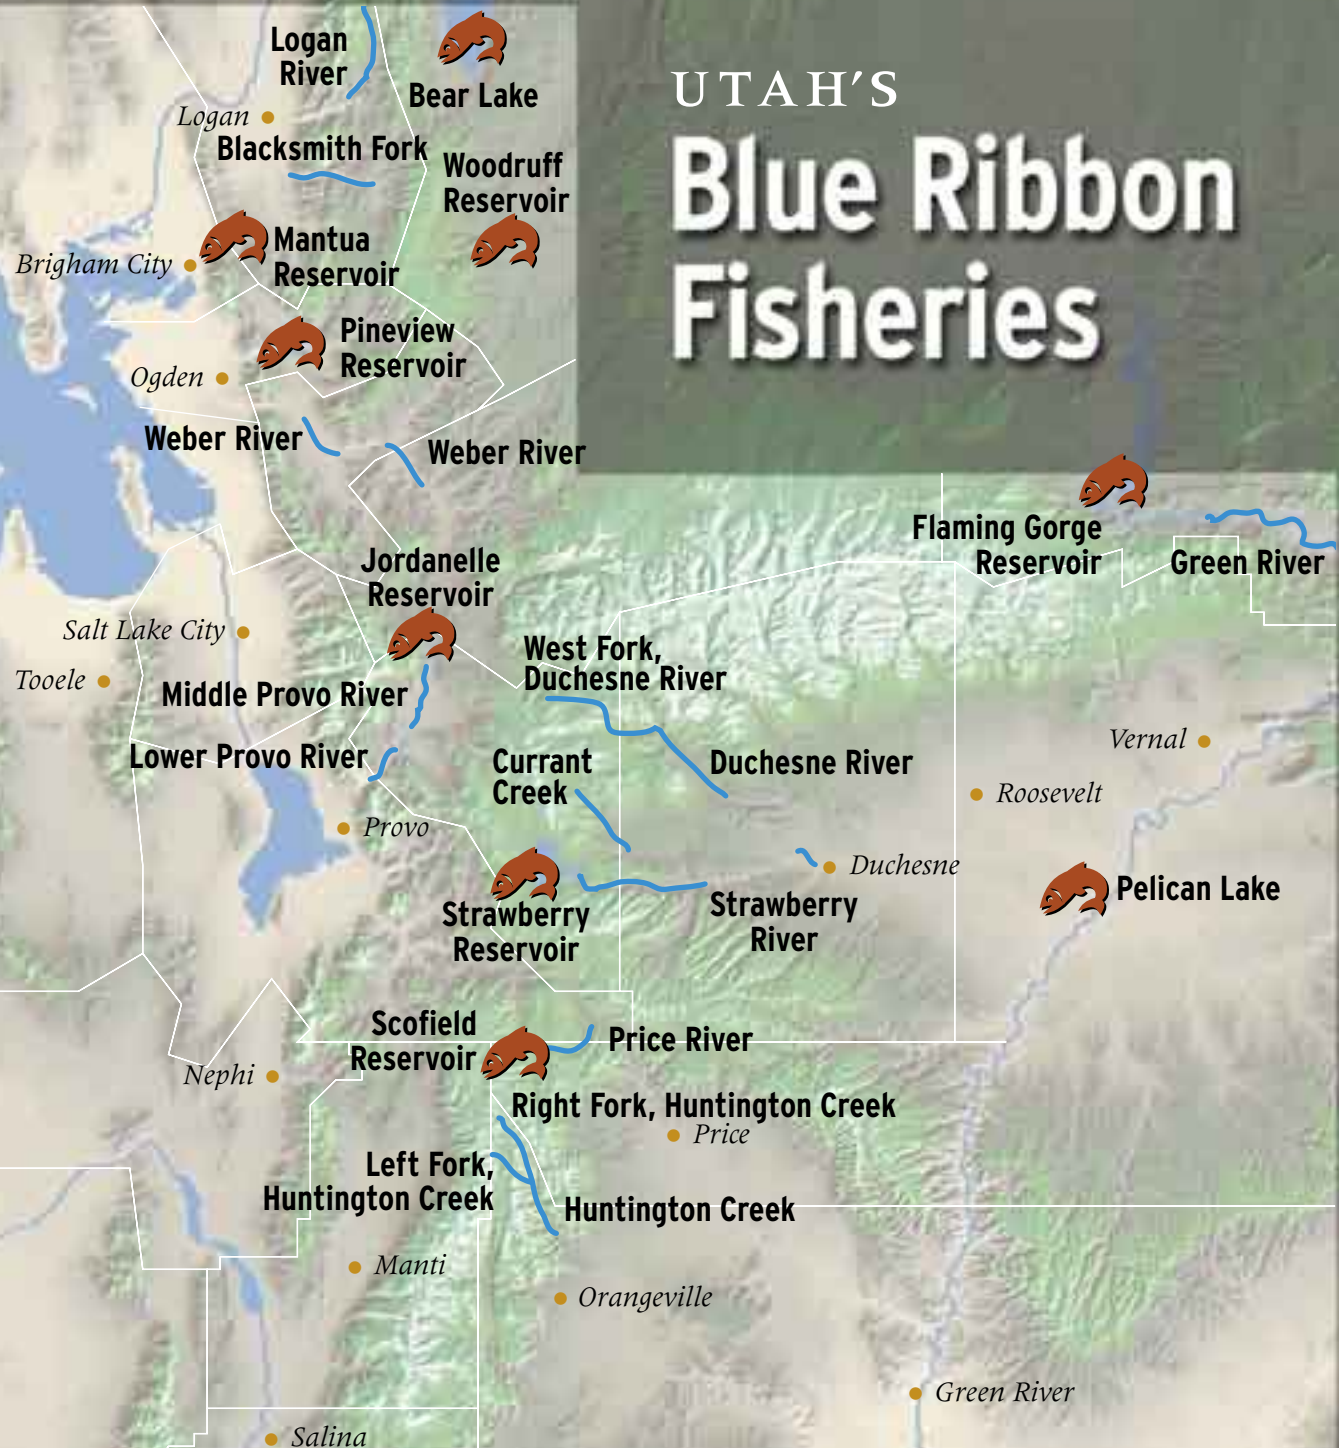 UTAH'S
Blue Ribbon
Fisheries
Logan
River
Bear Lake
Logan
Blacksmith Fork
Woodruff
Reservoir
Mantua
Reservoir
Brigham City
Pineview
Reservoir
Ogden
Weber River
Weber River
Flaming Gorge
Reservoir
Green River
Jordanelle
Reservoir
Salt Lake City
Tooele
West Fork,
Duchesne River
Middle Provo River
Lower Provo River
Currant
Creek
Duchesne River
Vernal
Roosevelt
Provo
Duchesne
Pelican Lake
Strawberry
Reservoir
Strawberry
River
Scofield
Reservoir
Price River
Nephi
Right Fork, Huntington Creek
Price
Left Fork,
Huntington Creek
Huntington Creek
Manti
Orangeville
Green River
Salina